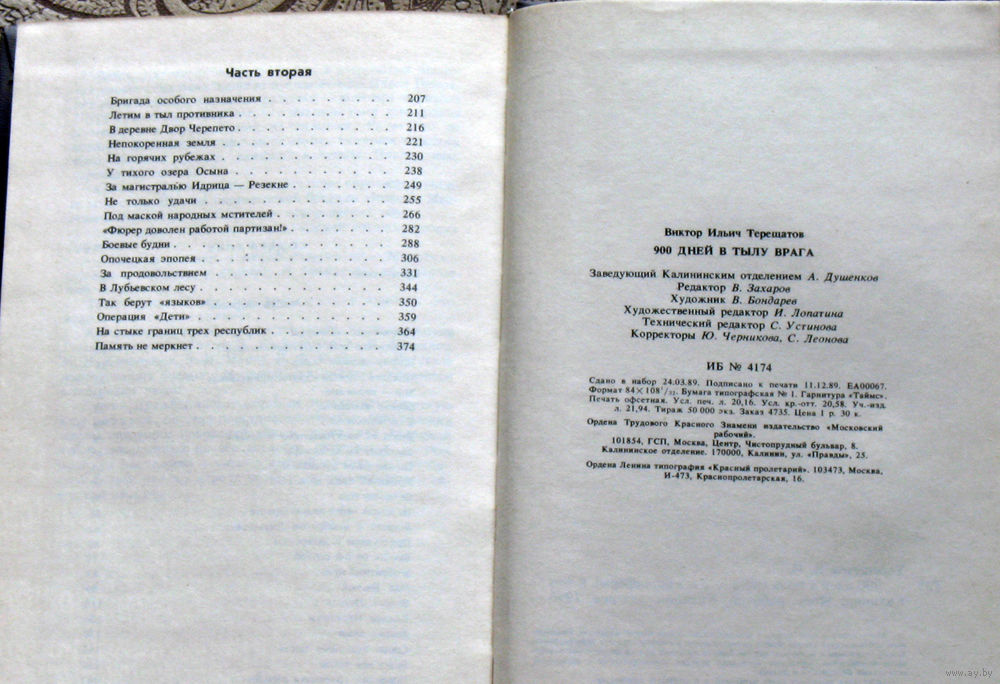 Часть вторая
Бригада особого назначения . . . . . . . . . 207
Летим в тыл противника . . . . . . . . . . 211
В деревне Двор Черепето . . . . . . . . . . 216
Непокоренная земля . . . . . . . . . . . 221
На горячих рубежах . . . . . . . . . . . 230
У тихого озера Осына . . . . . . . . . . . 238
За магистралью Идрица — Резекне . . . . . . . 249
Не только удачи . . . . . . . . . . . . 255
Под маской народных мстителей . . . . . . . . 266
«Фюрер доволен работой партизан!» . . . . . . . 282
Боевые будни . . . . . . . . . . . . . 288
Опочецкая эпопея . . . . . . . . . . . . 306
За продовольствием . . . . . . . . . . . 331
В Лубьевском лесу . . . . . . . . . . . . 344
Так берут «языков» . . . . . . . . . . . 350
Операция «Дети» . . . . . . . . . . . . 359
На стыке границ трех республик . . . . . . . . 364
Память не меркнет . . . . . . . . . . . . 374
Виктор Ильич Терещатов
900 ДНЕЙ В ТЫЛУ ВРАГА
Заведующий Калининским отделением А. Душенков
Редактор В. Захаров
Художник В. Бондарев
Художественный редактор И. Лопатина
Технический редактор С. Устинова
Корректоры Ю. Черникова, С. Леонова
ИБ № 4174
Сдано в набор 24.03.89. Подписано к печати 11.12.89. ЕА00067.
Формат 84×108¹/₃₂. Бумага типографская № 1. Гарнитура «Таймс».
Печать офсетная. Усл. печ. л. 20,16. Усл. кр.-отт. 20,58. Уч.-изд.
л. 21,94. Тираж 50 000 экз. Заказ 4735. Цена 1 р. 30 к.
Ордена Трудового Красного Знамени издательство «Московский
рабочий».
101854, ГСП, Москва, Центр, Чистопрудный бульвар, 8.
Калининское отделение. 170000, Калинин, ул. «Правды», 25.
Ордена Ленина типография «Красный пролетарий». 103473, Москва,
И-473, Краснопролетарская, 16.
www.ay.by